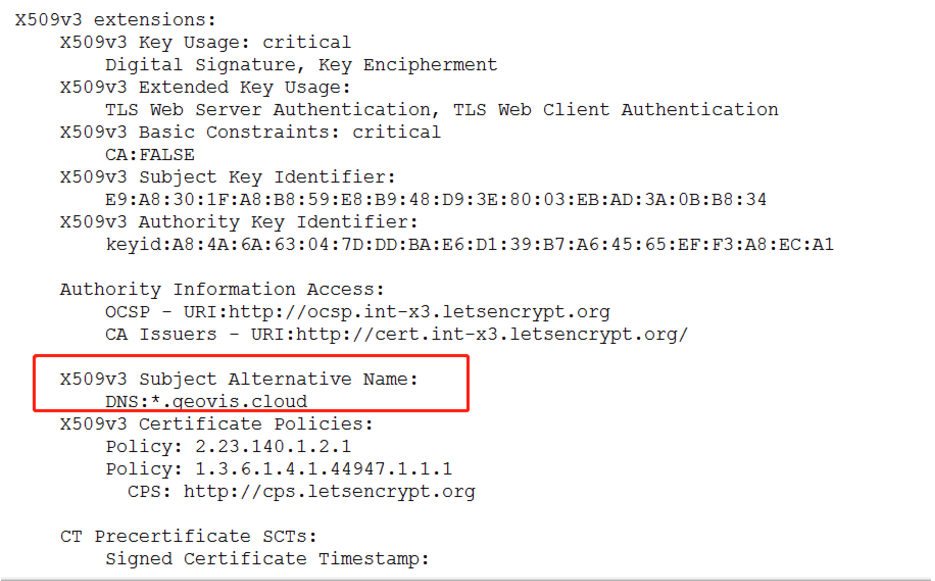 X509v3 extensions:
X509v3 Key Usage: critical
Digital Signature, Key Encipherment
X509v3 Extended Key Usage:
TLS Web Server Authentication, TLS Web Client Authentication
X509v3 Basic Constraints: critical
CA:FALSE
X509v3 Subject Key Identifier:
E9:A8:30:1F:A8:B8:59:E8:B9:48:D9:3E:80:03:EB:AD:3A:0B:B8:34
X509v3 Authority Key Identifier:
keyid:A8:4A:6A:63:04:7D:DD:BA:E6:D1:39:B7:A6:45:65:EF:F3:A8:EC:A1
Authority Information Access:
OCSP - URI:http://ocsp.int-x3.letsencrypt.org
CA Issuers - URI:http://cert.int-x3.letsencrypt.org/
X509v3 Subject Alternative Name:
DNS:*.geovis.cloud
X509v3 Certificate Policies:
Policy: 2.23.140.1.2.1
Policy: 1.3.6.1.4.1.44947.1.1.1
CPS: http://cps.letsencrypt.org
CT Precertificate SCTs:
Signed Certificate Timestamp: